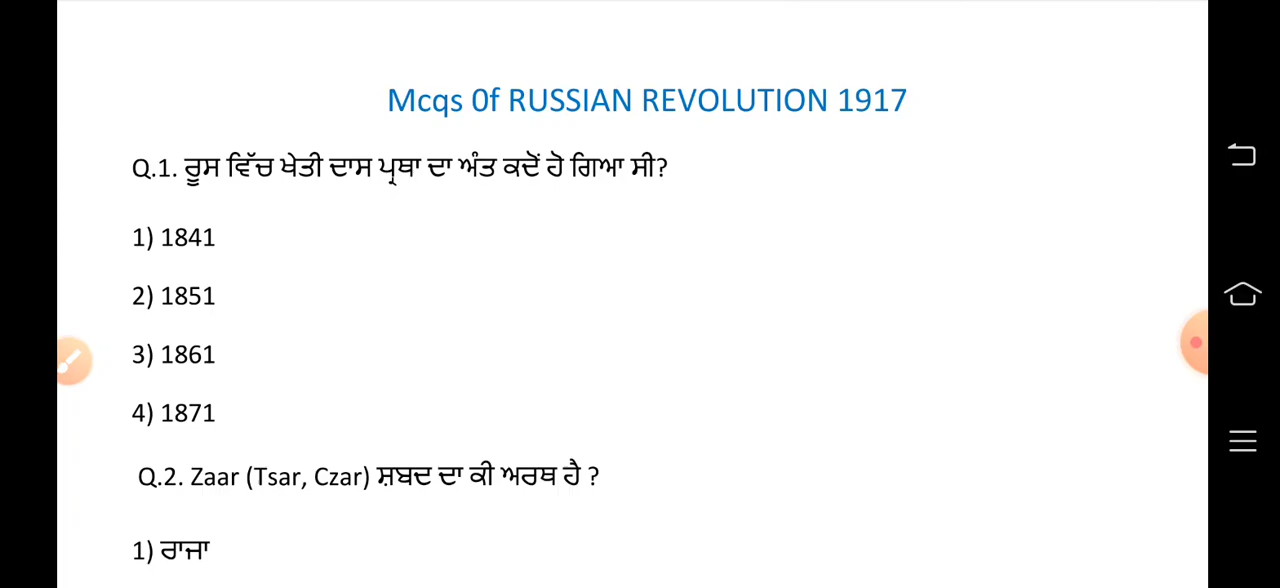 Mcqs 0f RUSSIAN REVOLUTION 1917
Q.1. ਰੂਸ ਵਿੱਚ ਖੇਤੀ ਦਾਸ ਪ੍ਰਥਾ ਦਾ ਅੰਤ ਕਦੋਂ ਹੋ ਗਿਆ ਸੀ?
1) 1841
2) 1851
3) 1861
4) 1871
Q.2. Zaar (Tsar, Czar) ਸ਼ਬਦ ਦਾ ਕੀ ਅਰਥ ਹੈ ?
1) ਰਾਜਾ